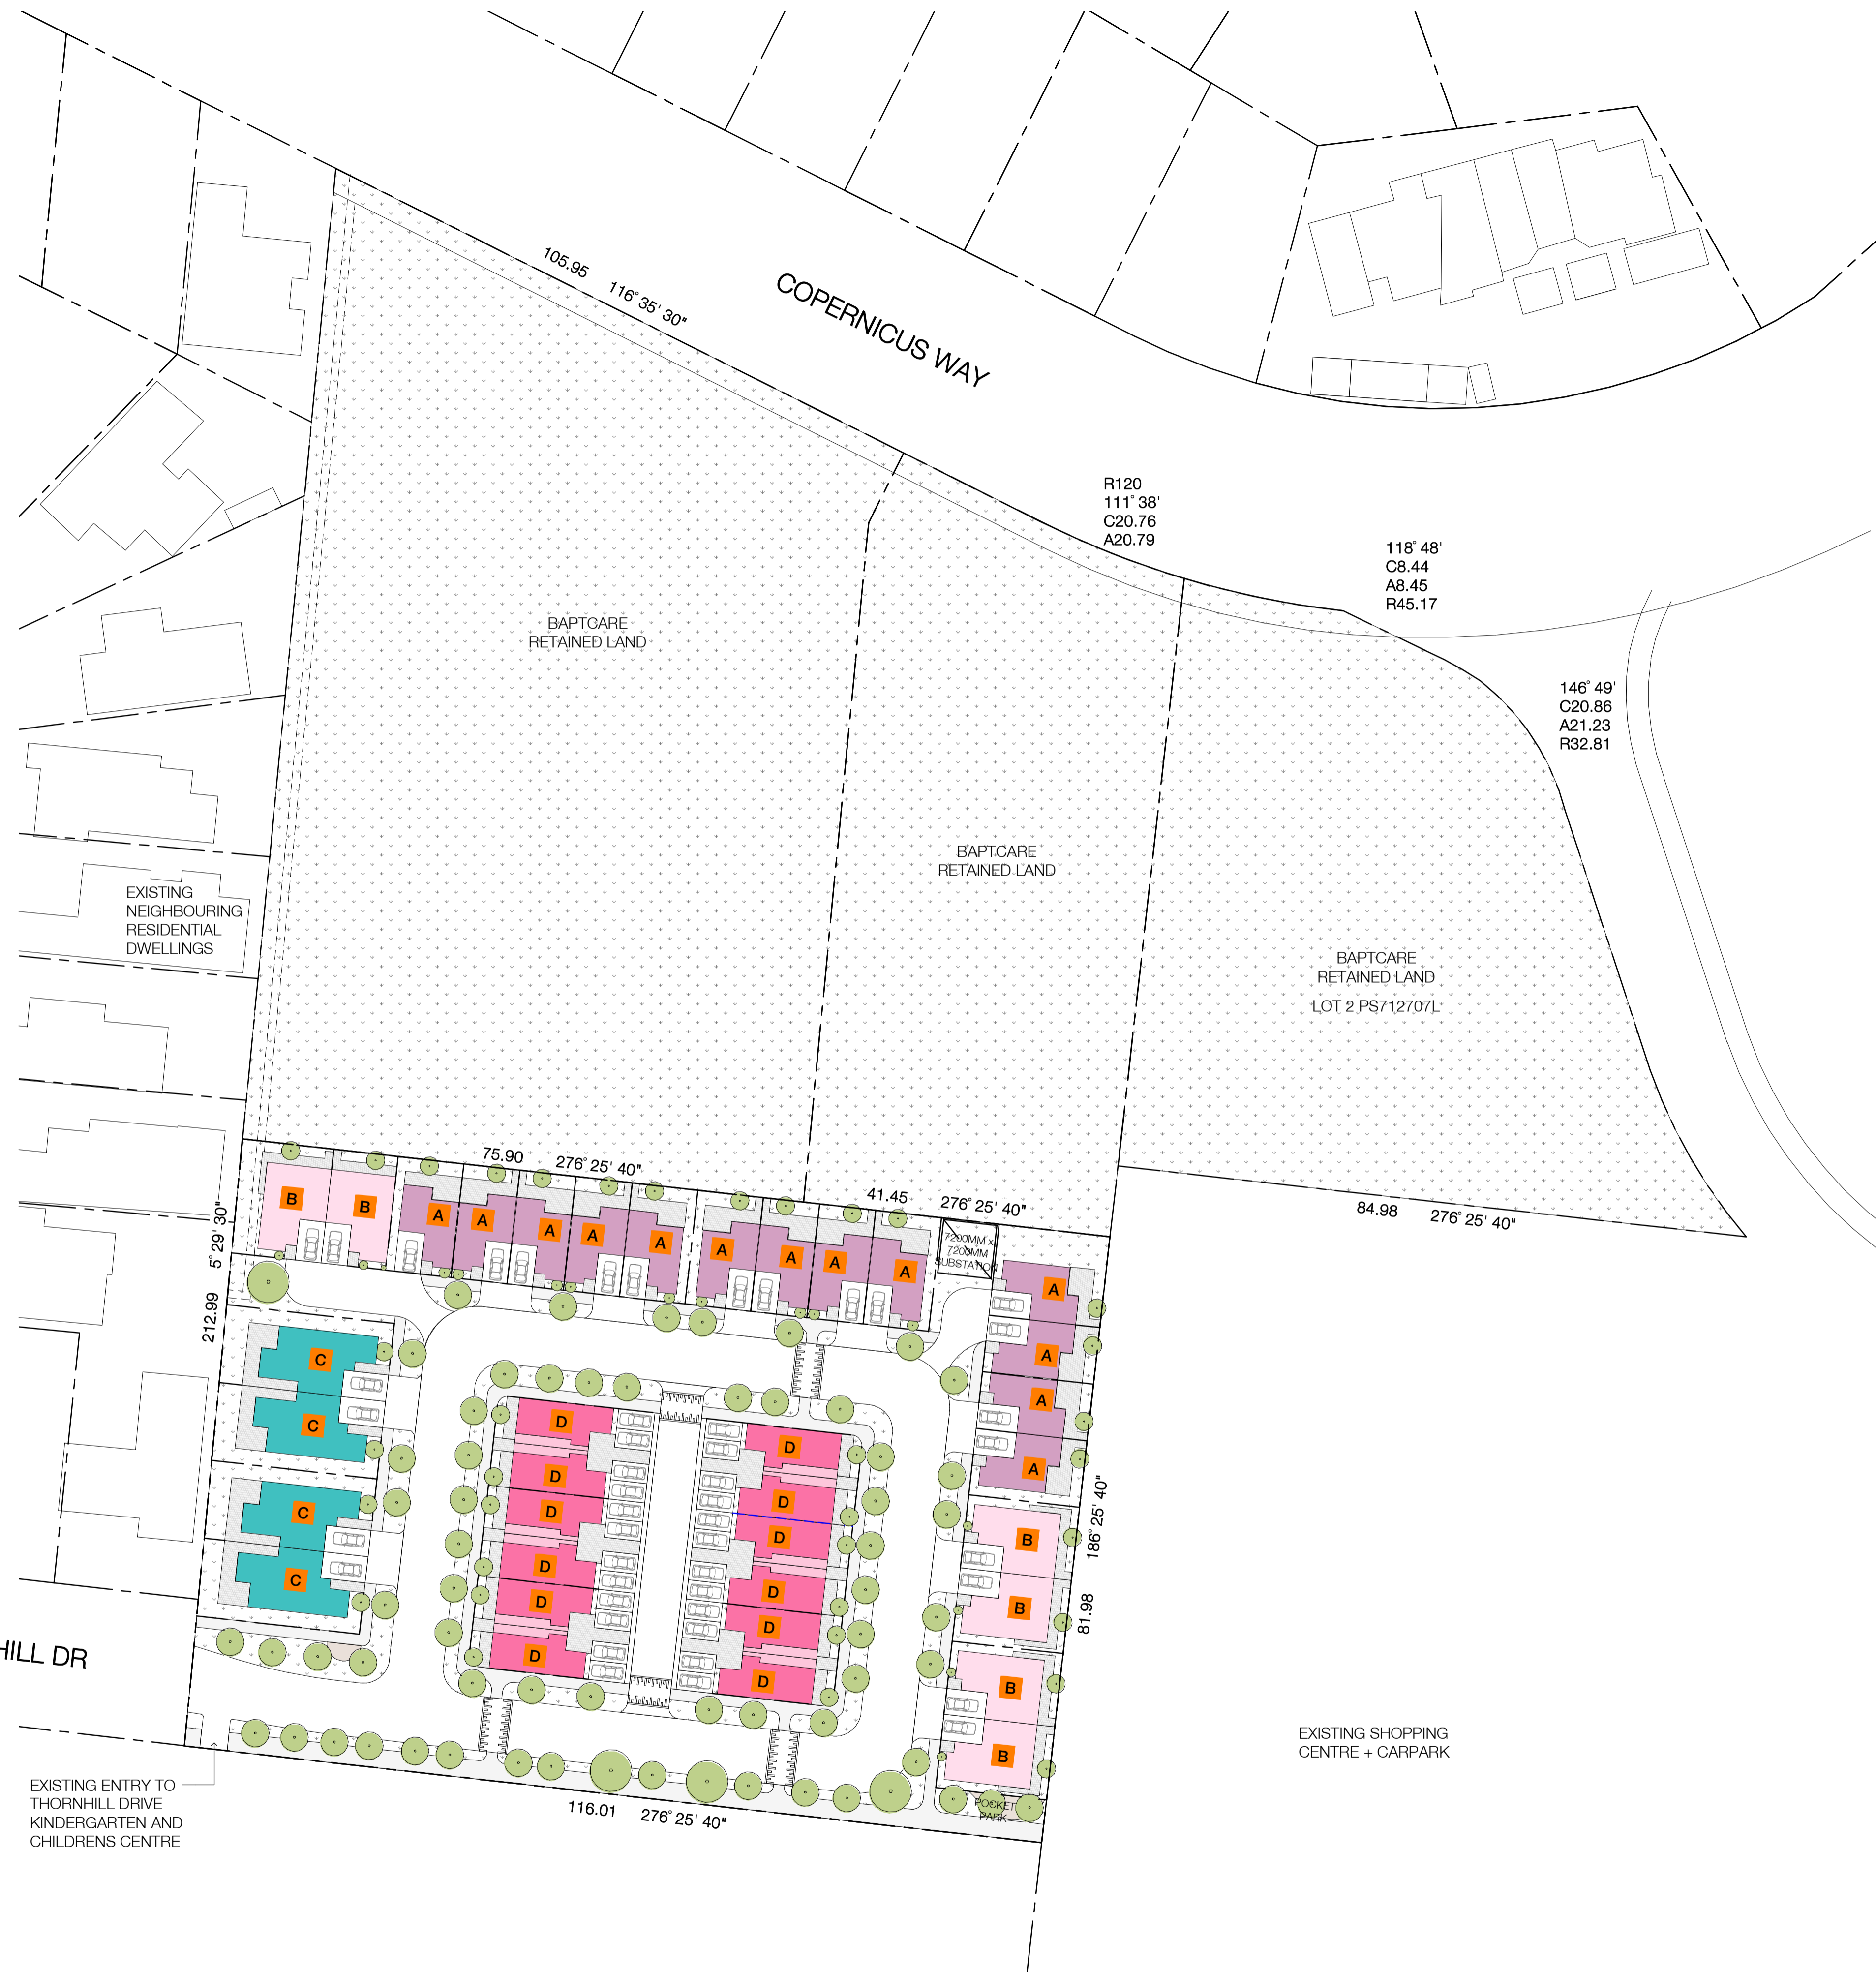 COPERNICUS WAY
105.95
116° 35' 30"
R120
111° 38'
C20.76
A20.79
118° 48'
C8.44
A8.45
R45.17
146° 49'
C20.86
A21.23
R32.81
BAPTCARE
RETAINED LAND
BAPTCARE
RETAINED LAND
BAPTCARE
RETAINED LAND
LOT 2 PS712707L
EXISTING
NEIGHBOURING
RESIDENTIAL
DWELLINGS
75.90 276° 25' 40"
41.45 276° 25' 40"
84.98 276° 25' 40"
212.99 5° 29' 30"
7200MM x
7200MM
SUBSTATION
B
B
A
A
A
A
A
A
A
A
A
A
A
A
A
B
B
B
B
C
C
C
C
D
D
D
D
D
D
D
D
D
D
D
D
81.98 186° 25' 40"
HILL DR
EXISTING SHOPPING
CENTRE + CARPARK
POCKET
PARK
116.01 276° 25' 40"
EXISTING ENTRY TO
THORNHILL DRIVE
KINDERGARTEN AND
CHILDRENS CENTRE